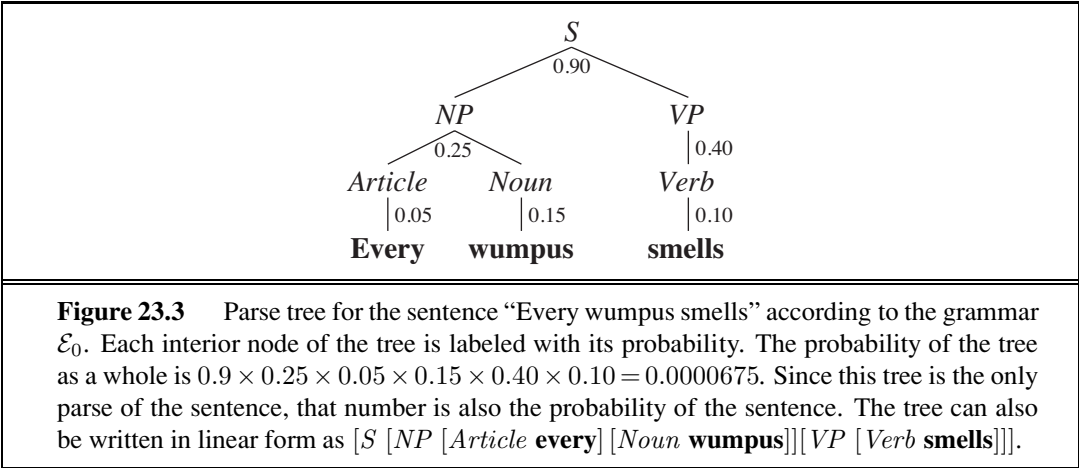 S
0.90
NP VP
0.25 0.40
Article Noun Verb
0.05 0.15 0.10
Every wumpus smells
Figure 23.3 Parse tree for the sentence “Every wumpus smells” according to the grammar
ℰ₀. Each interior node of the tree is labeled with its probability. The probability of the tree
as a whole is 0.9 × 0.25 × 0.05 × 0.15 × 0.40 × 0.10 = 0.0000675. Since this tree is the only
parse of the sentence, that number is also the probability of the sentence. The tree can also
be written in linear form as [S [NP [Article every] [Noun wumpus]][VP [Verb smells]]].